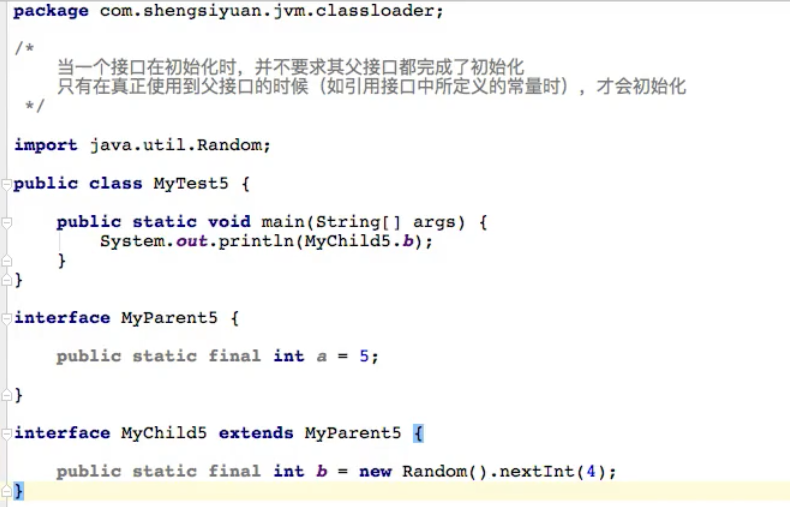 package com.shengsiyuan.jvm.classloader;
/*
当一个接口在初始化时，并不要求其父接口都完成了初始化
只有在真正使用到父接口的时候（如引用接口中所定义的常量时），才会初始化
*/
import java.util.Random;
public class MyTest5 {
public static void main(String[] args) {
System.out.println(MyChild5.b);
}
}
interface MyParent5 {
public static final int a = 5;
}
interface MyChild5 extends MyParent5 {
public static final int b = new Random().nextInt(4);
}